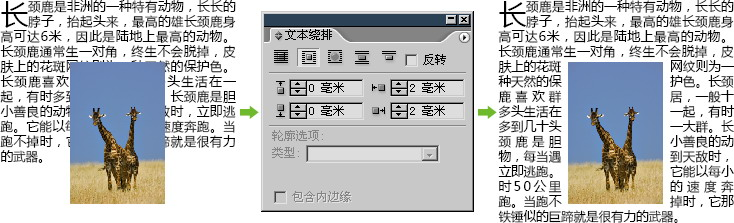 长颈鹿是非洲的一种特有动物，长长的
脖子，抬起头来，最高的雄长颈鹿身
高可达6米，因此是陆地上最高的动物。
长颈鹿通常生一对角，终生不会脱掉，皮
肤上的花斑网纹则为一种天然的保护色。
长颈鹿喜欢 头生活在一
起，有时多到 长颈鹿是胆
小善良的动物 敌时，立即逃
跑。它能以每 速度奔跑。当
跑不掉时，它 蹄就是很有力
的武器。
文本绕排
反转
0 毫米 2 毫米
0 毫米 2 毫米
轮廓选项:
类型:
包含内边缘
长颈鹿是非洲的一种特有动物，长长的
脖子，抬起头来，最高的雄长颈鹿身
高可达6米，因此是陆地上最高的动物。
长颈鹿通常生一对角，终生不会脱掉，皮
肤上的花斑 网纹则为一
种天然的保 护色。长
鹿喜欢群 居，一般十
多头生活在 一起，有时
多到几十头 一大群。长
颈鹿是胆 小善良的动
物，每当遇 到天敌时，
立即逃跑。 它能以每小
时50公里 的速度奔
跑。当跑不 掉时，它那
铁锤似的巨蹄就是很有力的武器。